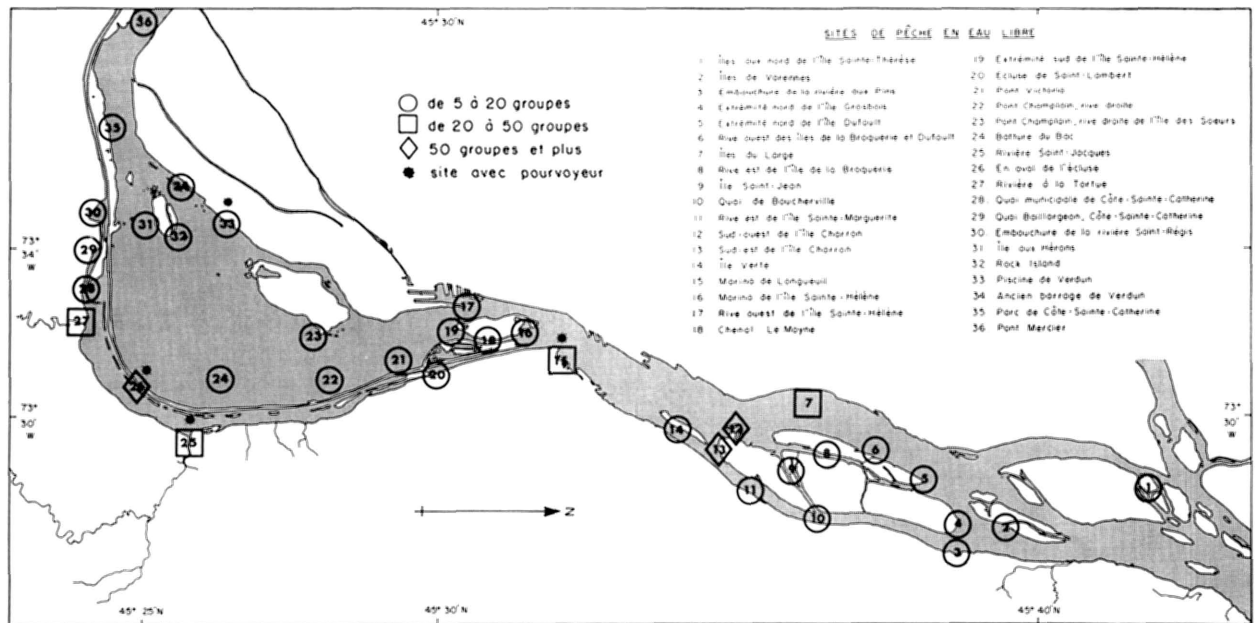 45° 30' N
SITES DE PÊCHE EN EAU LIBRE
1 Îles aux nord de l'Île Sainte-Thérèse
2 Îles de Varennes
3 Embouchure de la rivière aux Pins
4 Extrémité nord de l'Île Grosbois
5 Extrémité nord de l'Île Dufault
6 Rive ouest des Îles de la Broquerie et Dufault
7 Îles du Large
8 Rive est de l'Île de la Broquerie
9 Île Saint-Jean
10 Quai de Boucherville
11 Rive est de l'Île Sainte-Marguerite
12 Sud-ouest de l'Île Charron
13 Sud-est de l'Île Charron
14 Île Verte
15 Marina de Longueuil
16 Marina de l'Île Sainte-Hélène
17 Rive ouest de l'Île Sainte-Hélène
18 Chenal Le Moyne
19 Extrémité sud de l'Île Sainte-Hélène
20 Écluse de Saint-Lambert
21 Pont Victoria
22 Pont Champlain, rive droite
23 Pont Champlain, rive droite de l'Île des Soeurs
24 Batture du Bac
25 Rivière Saint-Jacques
26 En aval de l'écluse
27 Rivière à la Tortue
28 Quai municipale de Côte-Sainte-Catherine
29 Quai Baillargeon, Côte-Sainte-Catherine
30 Embouchure de la rivière Saint-Régis
31 Île aux Hérons
32 Rock Island
33 Piscine de Verdun
34 Ancien barrage de Verdun
35 Parc de Côte-Sainte-Catherine
36 Pont Mercier
de 5 à 20 groupes
de 20 à 50 groupes
50 groupes et plus
site avec pourvoyeur
36
35
34
30
31
32
33
73° 34' W
29
28
27
17
19
18
16
23
21
15
20
26
24
22
25
73° 30' W
7
73° 30' W
14
12
13
8
6
9
5
1
11
10
4
2
3
N
45° 25' N
45° 30' N
45° 40' N